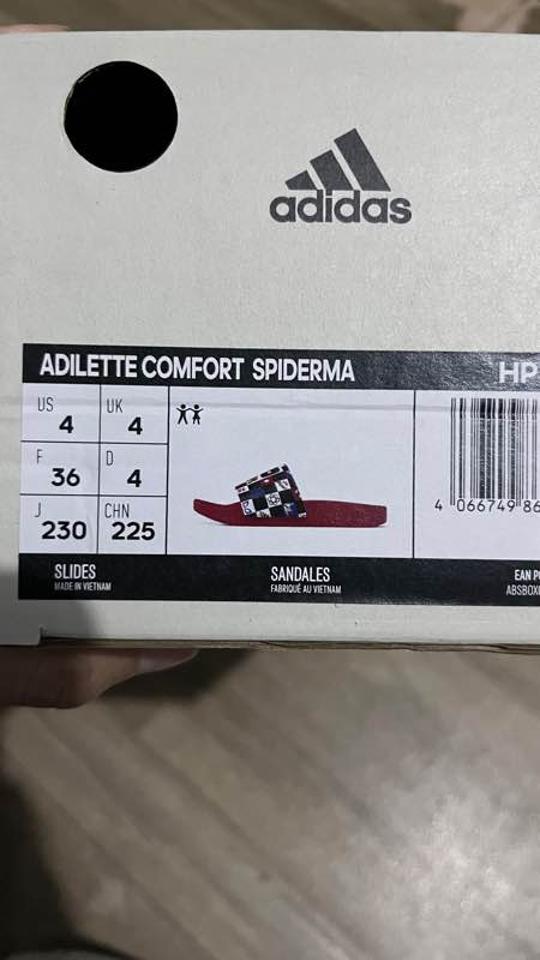 adidas
ADILETTE COMFORT SPIDERMA HP
US 4 UK 4
F 36 D 4
J 230 CHN 225
4 066749 86
SLIDES SANDALES EAN
MADE IN VIETNAM FABRIQUÉ AU VIETNAM